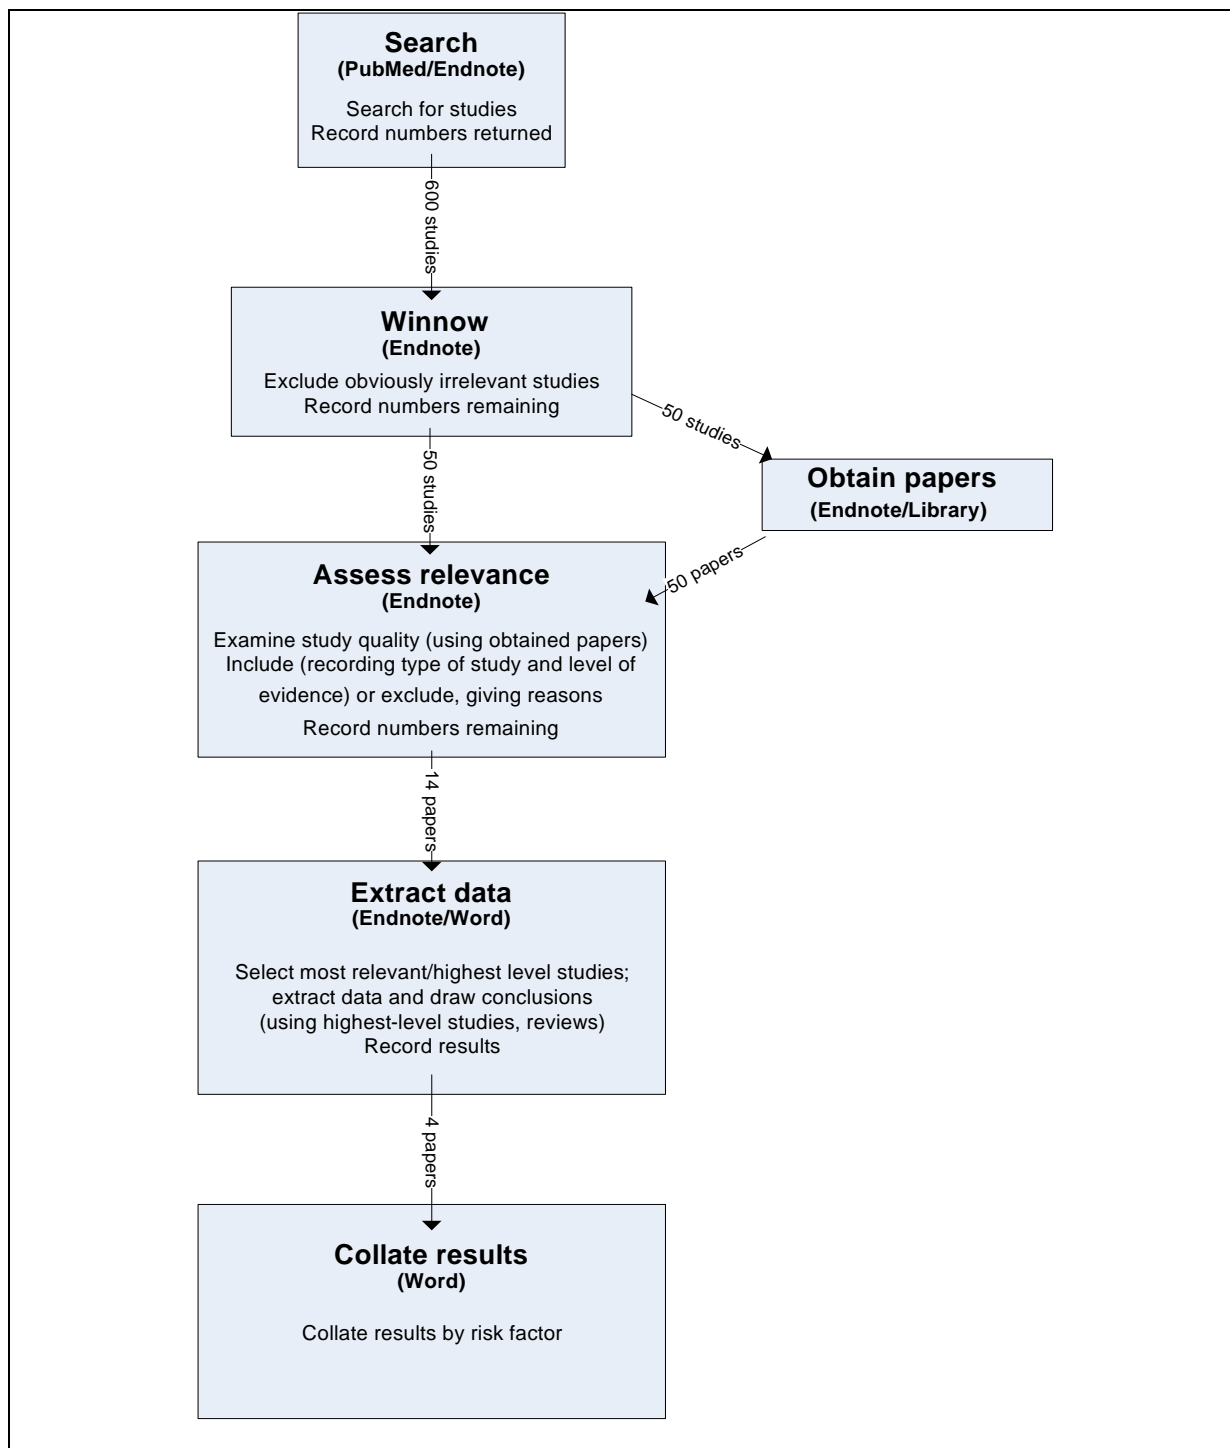 Search
(PubMed/Endnote)
Search for studies
Record numbers returned
600 studies
Winnow
(Endnote)
Exclude obviously irrelevant studies
Record numbers remaining
50 studies
50 studies
Obtain papers
(Endnote/Library)
50 papers
Assess relevance
(Endnote)
Examine study quality (using obtained papers)
Include (recording type of study and level of
evidence) or exclude, giving reasons
Record numbers remaining
14 papers
Extract data
(Endnote/Word)
Select most relevant/highest level studies;
extract data and draw conclusions
(using highest-level studies, reviews)
Record results
4 papers
Collate results
(Word)
Collate results by risk factor